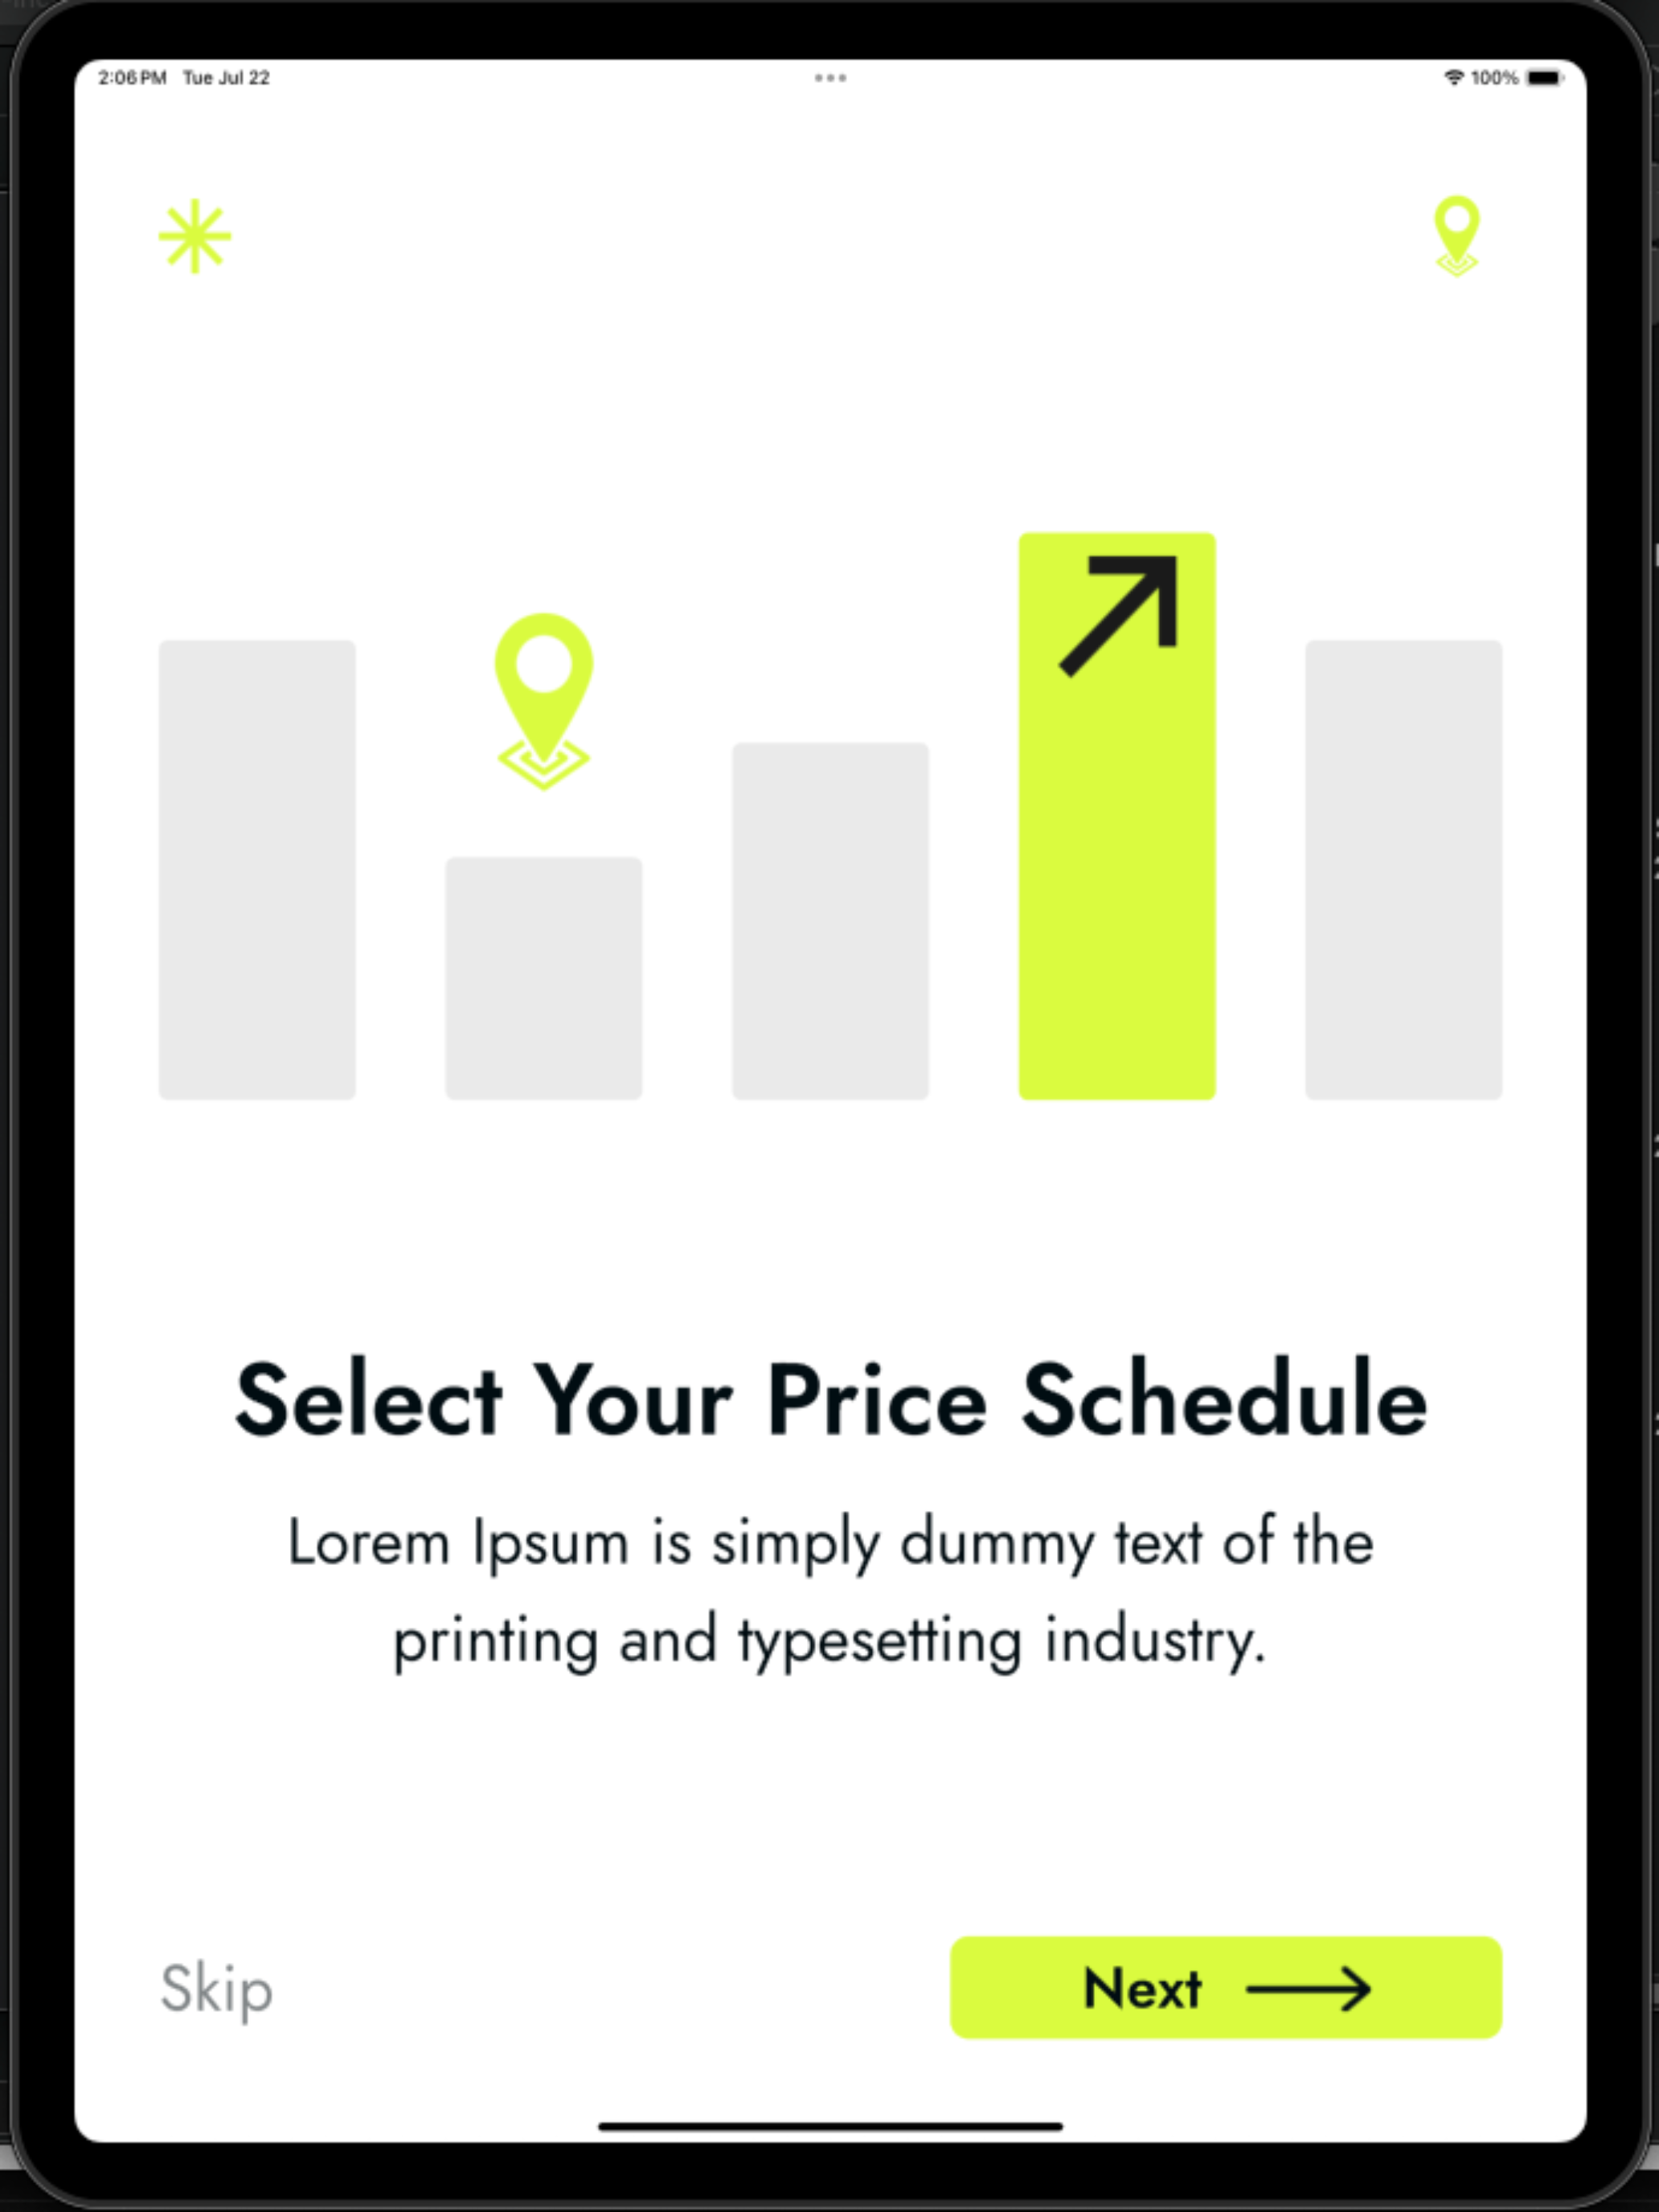 2:06 PM Tue Jul 22
100%
Select Your Price Schedule
Lorem Ipsum is simply dummy text of the
printing and typesetting industry.
Skip
Next